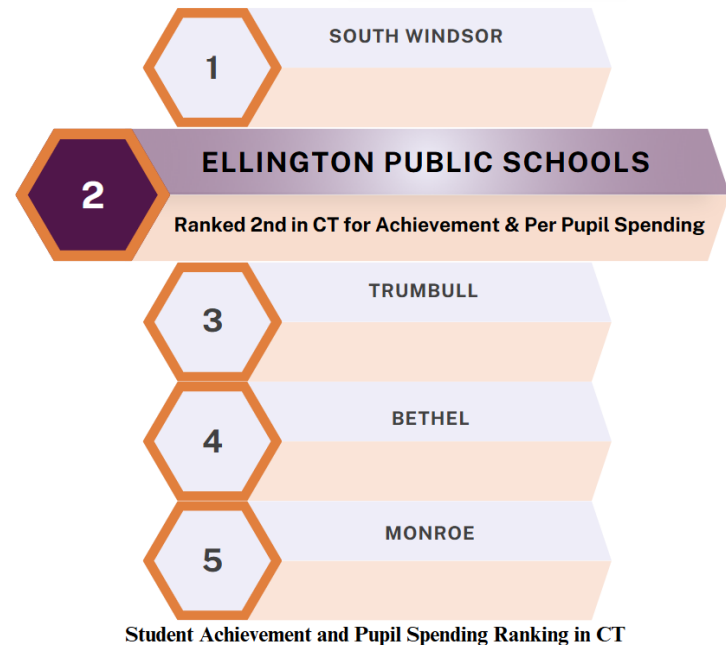 1
SOUTH WINDSOR
2
ELLINGTON PUBLIC SCHOOLS
Ranked 2nd in CT for Achievement & Per Pupil Spending
3
TRUMBULL
4
BETHEL
5
MONROE
Student Achievement and Pupil Spending Ranking in CT